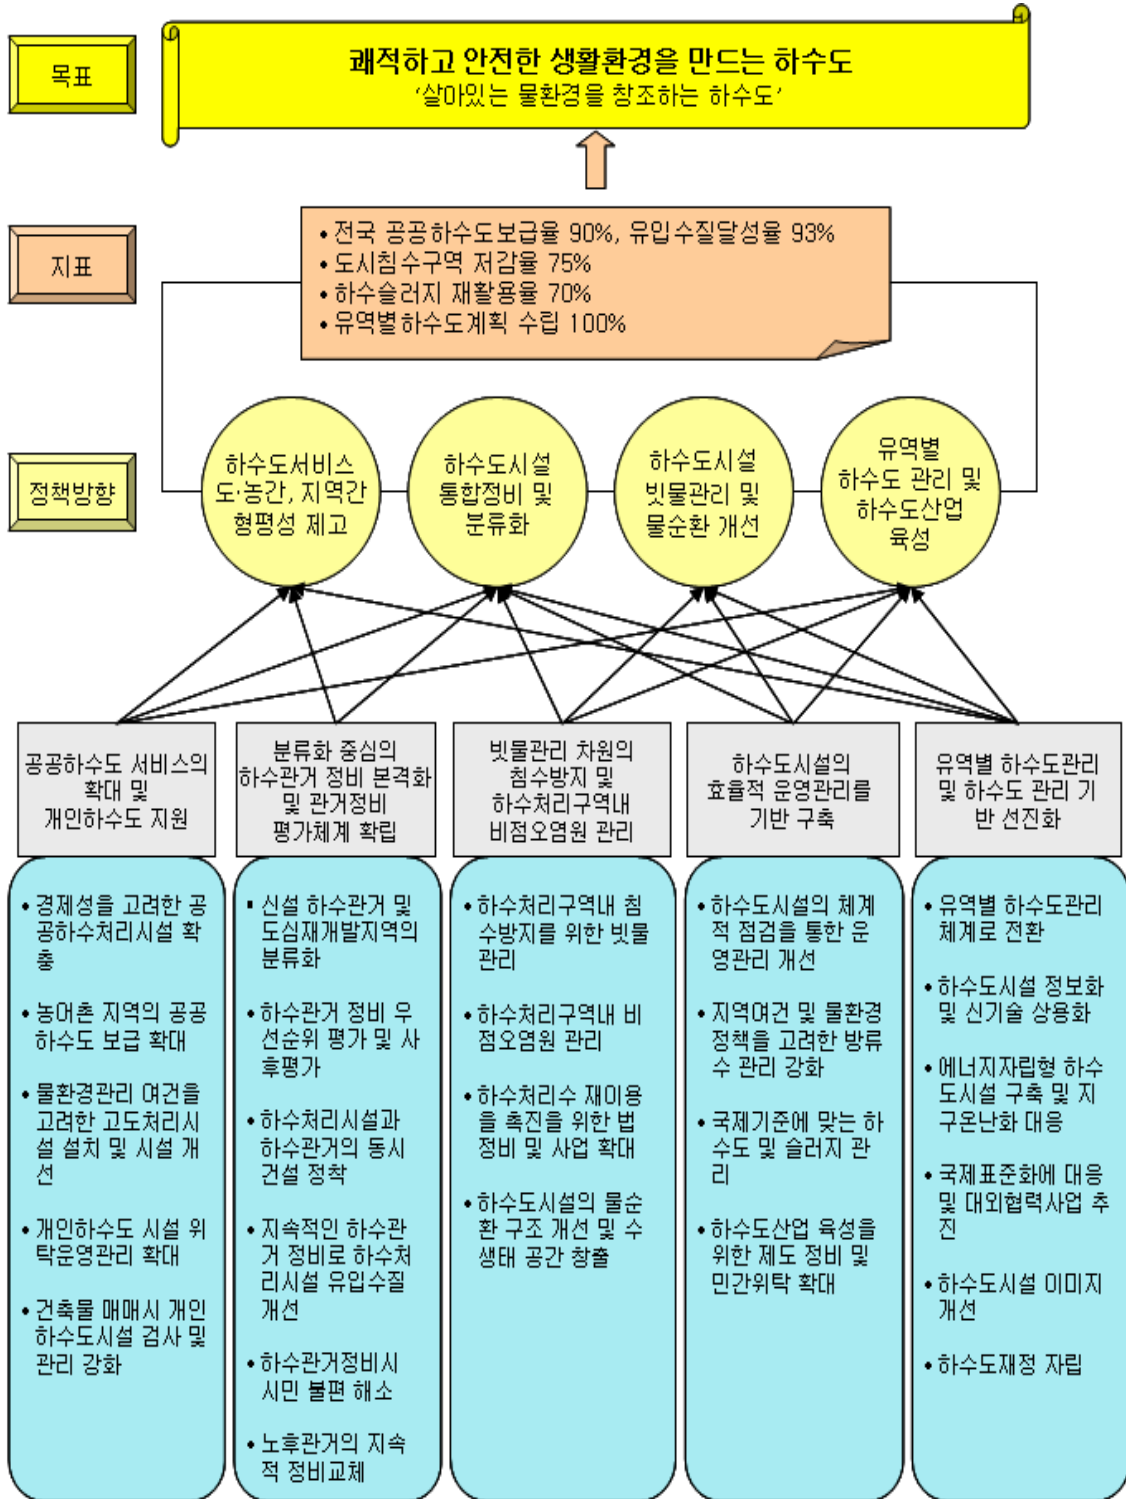 목표
쾌적하고 안전한 생활환경을 만드는 하수도
‘살아있는 물환경을 창조하는 하수도’
지표
• 전국 공공하수도보급율 90%, 유입수질달성율 93%
• 도시침수구역 저감율 75%
• 하수슬러지 재활용율 70%
• 유역별하수도계획 수립 100%
정책방향
하수도서비스
도·농간, 지역간
형평성 제고
하수도시설
통합정비 및
분류화
하수도시설
빗물관리 및
물순환 개선
유역별
하수도 관리 및
하수도산업
육성
공공하수도 서비스의
확대 및
개인하수도 지원
분류화 중심의
하수관거 정비 본격화
및 관거정비
평가체계 확립
빗물관리 차원의
침수방지 및
하수처리구역내
비점오염원 관리
하수도시설의
효율적 운영관리를
기반 구축
유역별 하수도관리
및 하수도 관리 기
반 선진화
• 경제성을 고려한 공
공하수처리시설 확
충
• 농어촌 지역의 공공
하수도 보급 확대
• 물환경관리 여건을
고려한 고도처리시
설 설치 및 시설 개
선
• 개인하수도 시설 위
탁운영관리 확대
• 건축물 매매시 개인
하수도시설 검사 및
관리 강화
• 신설 하수관거 및
도심재개발지역의
분류화
• 하수관거 정비 우
선순위 평가 및 사
후평가
• 하수처리시설과
하수관거의 동시
건설 정착
• 지속적인 하수관
거 정비로 하수처
리시설 유입수질
개선
• 하수관거정비시
시민 불편 해소
• 노후관거의 지속
적 정비교체
• 하수처리구역내 침
수방지를 위한 빗물
관리
• 하수처리구역내 비
점오염원 관리
• 하수처리수 재이용
을 촉진을 위한 법
정비 및 사업 확대
• 하수도시설의 물순
환 구조 개선 및 수
생태 공간 창출
• 하수도시설의 체계
적 점검을 통한 운
영관리 개선
• 지역여건 및 물환경
정책을 고려한 방류
수 관리 강화
• 국제기준에 맞는 하
수도 및 슬러지 관
리
• 하수도산업 육성을
위한 제도 정비 및
민간위탁 확대
• 유역별 하수도관리
체계로 전환
• 하수도시설 정보화
및 신기술 상용화
• 에너지자립형 하수
도시설 구축 및 지
구온난화 대응
• 국제표준화에 대응
및 대외협력사업 추
진
• 하수도시설 이미지
개선
• 하수도재정 자립